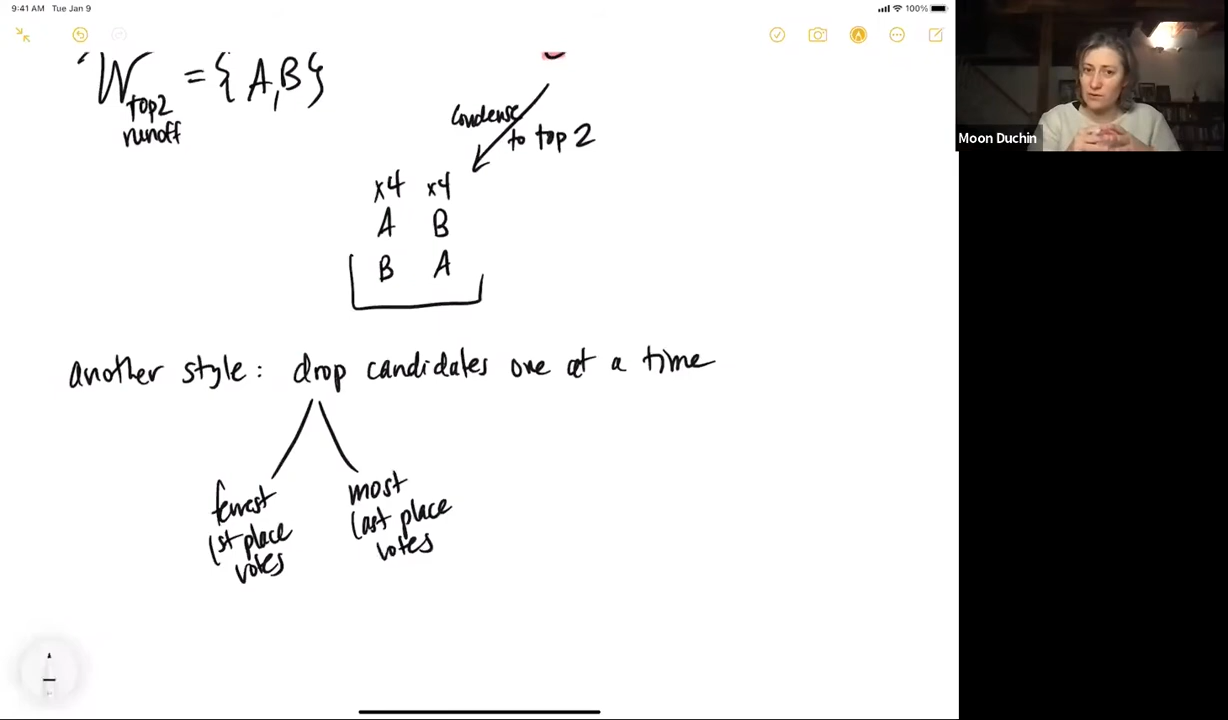 9:41 AM Tue Jan 9
100%
W top2 runoff = { A, B }
condense
to top 2
x4 x4
A B
B A
another style: drop candidates one at a time
fewest
1st place
votes
most
last place
votes
Moon Duchin